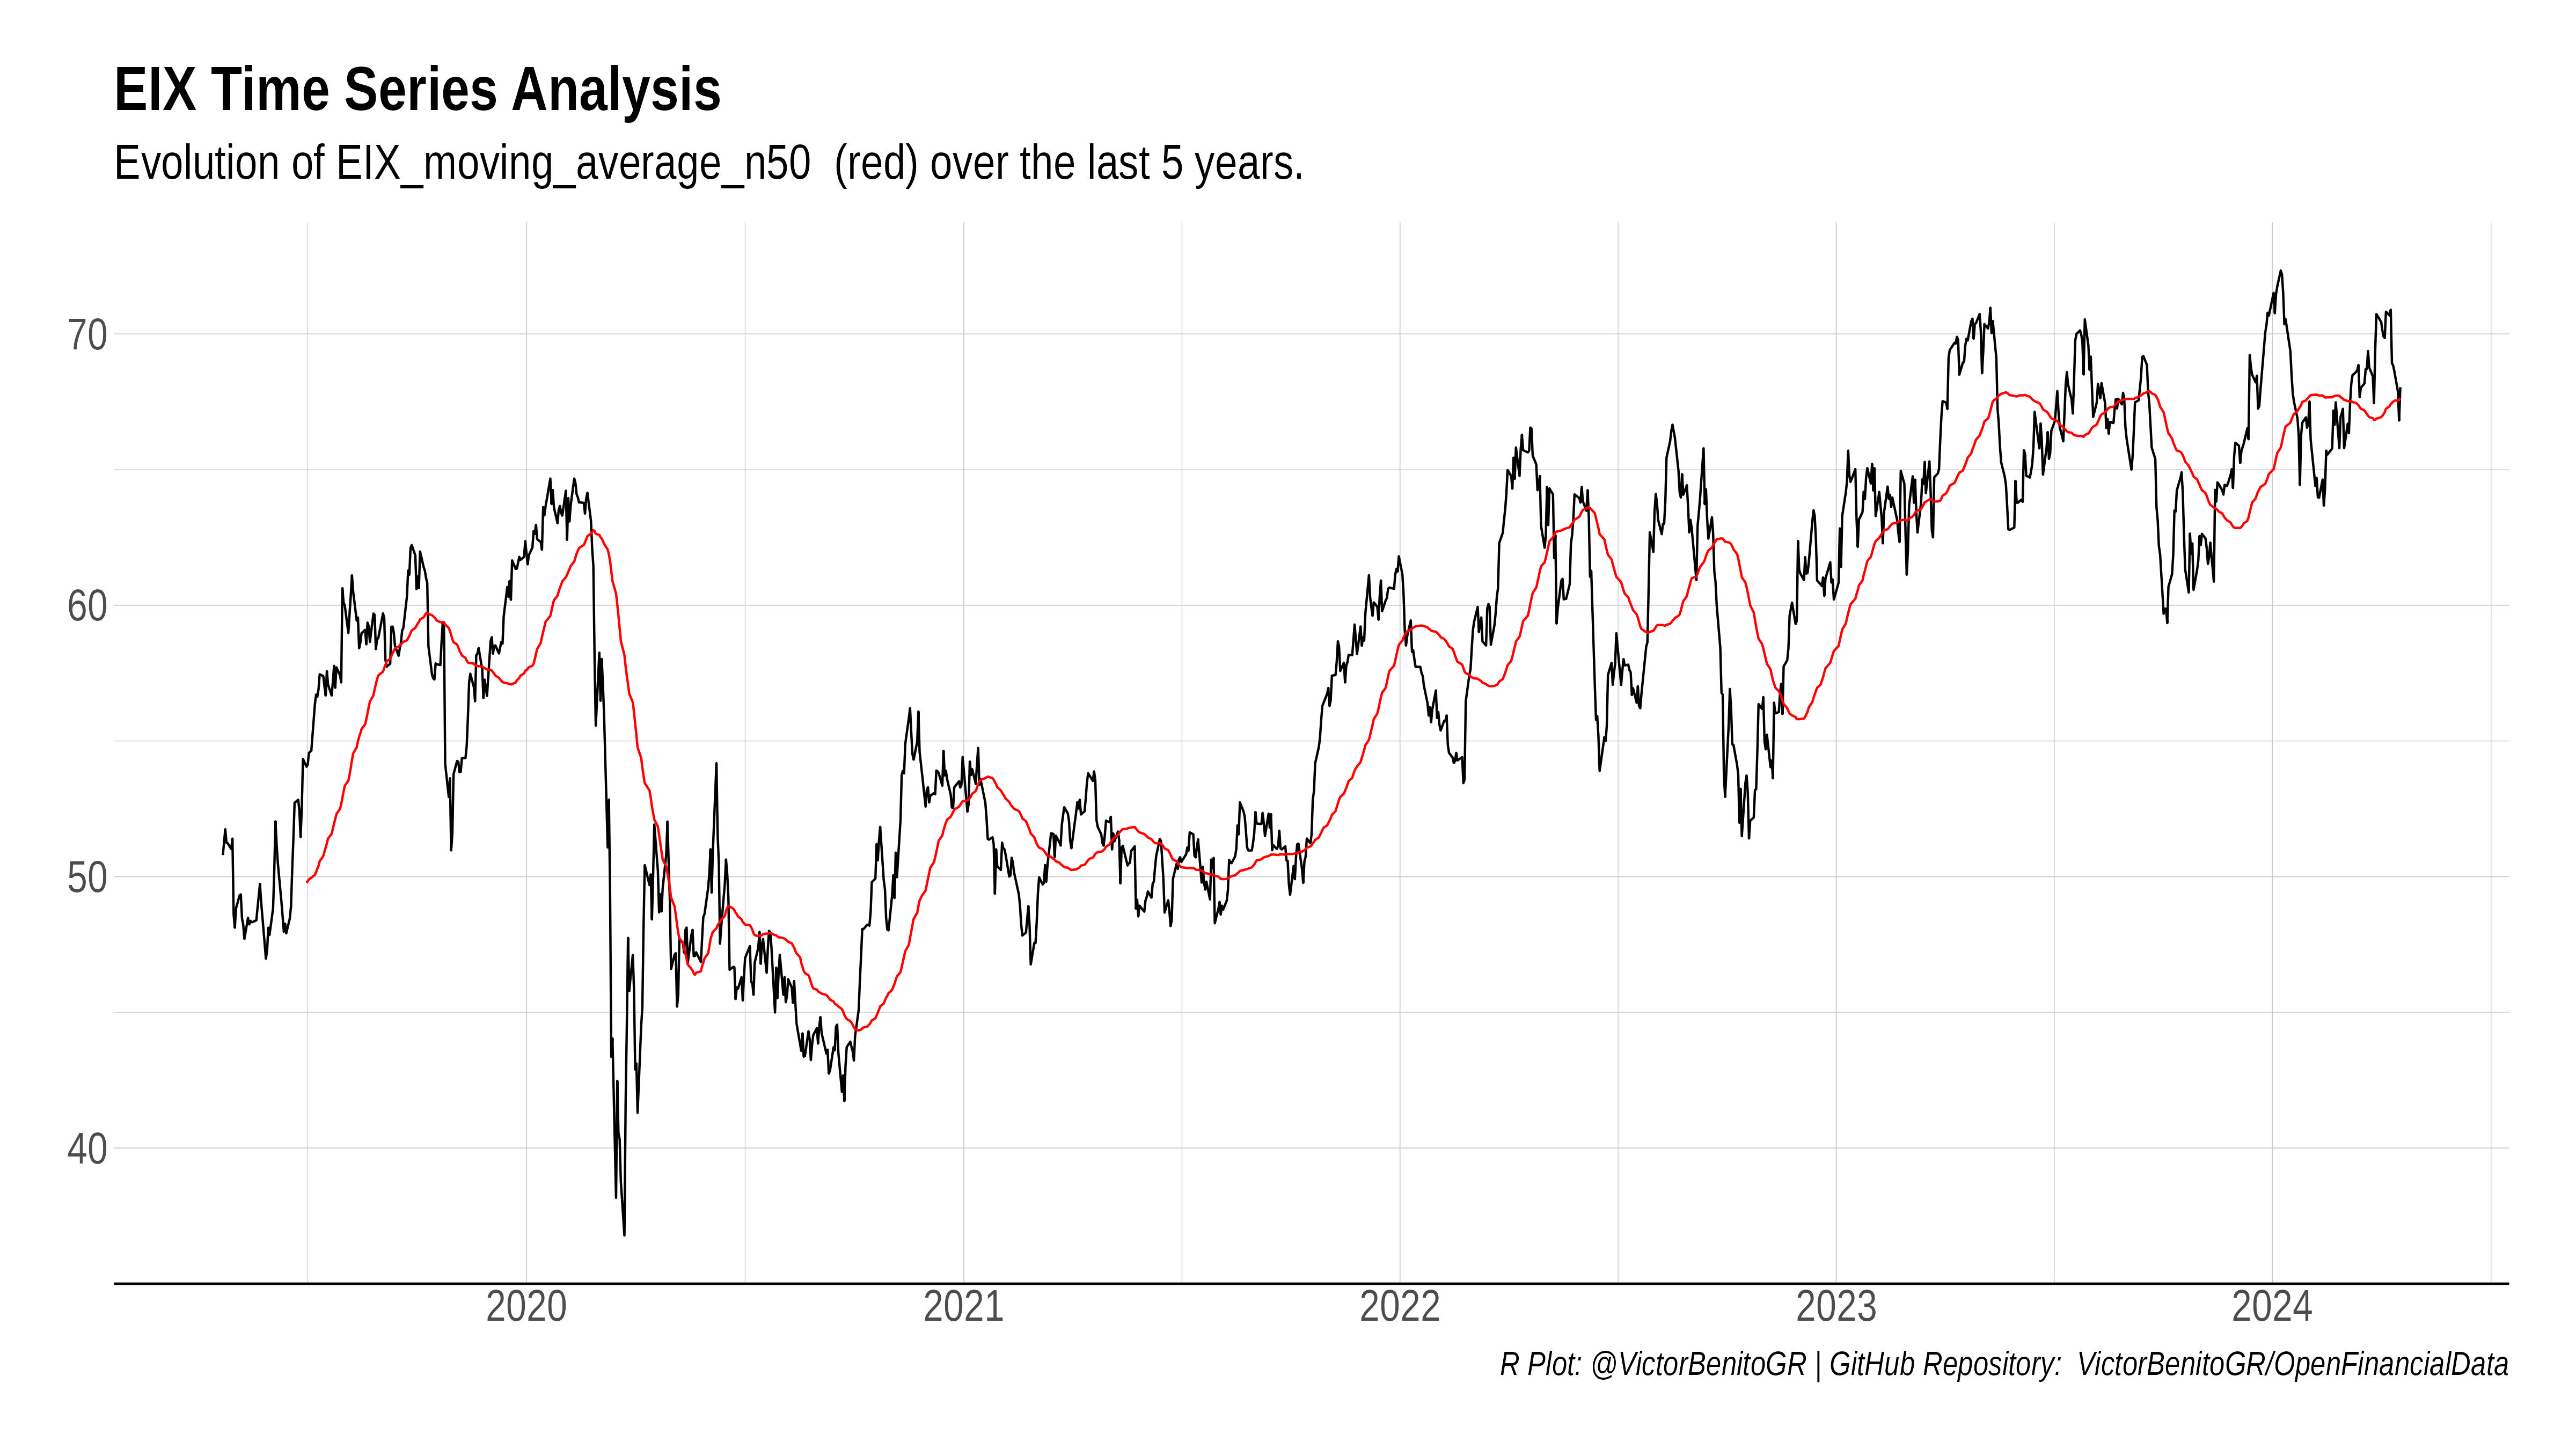 EIX Time Series Analysis
Evolution of EIX_moving_average_n50  (red) over the last 5 years.
70
60
50
40
2020 2021 2022 2023 2024
R Plot: @VictorBenitoGR | GitHub Repository:  VictorBenitoGR/OpenFinancialData